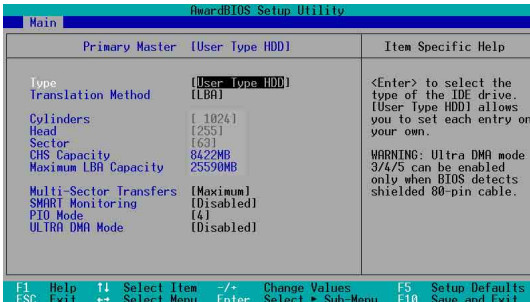 AwardBIOS Setup Utility
Main
Primary Master [User Type HDD]
Item Specific Help
Type [User Type HDD]
Translation Method [LBA]
Cylinders [ 1024]
Head [255]
Sector [63]
CHS Capacity 8422MB
Maximum LBA Capacity 25590MB
Multi-Sector Transfers [Maximum]
SMART Monitoring [Disabled]
PIO Mode [4]
ULTRA DMA Mode [Disabled]
<Enter> to select the
type of the IDE drive.
[User Type HDD] allows
you to set each entry on
your own.
WARNING: Ultra DMA mode
3/4/5 can be enabled
only when BIOS detects
shielded 80-pin cable.
F1 Help ↑↓ Select Item -/+ Change Values F5 Setup Defaults
ESC Exit ←→ Select Menu Enter Select ► Sub-Menu F10 Save and Exit